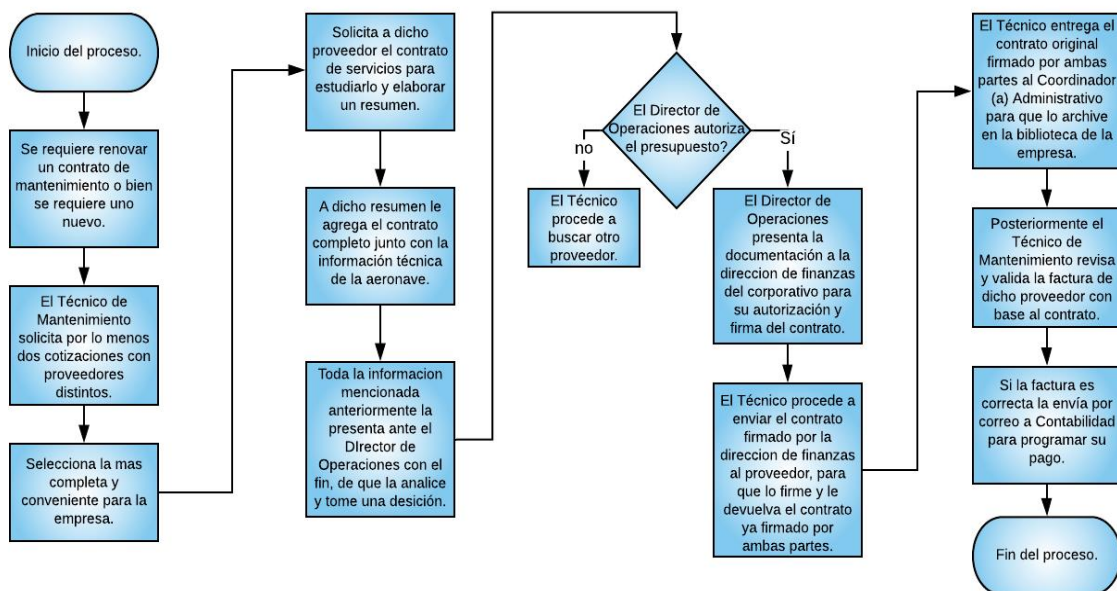 Inicio del proceso.
Se requiere renovar
un contrato de
mantenimiento o bien
se requiere uno
nuevo.
El Técnico de
Mantenimiento
solicita por lo menos
dos cotizaciones con
proveedores
distintos.
Selecciona la mas
completa y
conveniente para la
empresa.
Solicita a dicho
proveedor el contrato
de servicios para
estudiarlo y elaborar
un resumen.
A dicho resumen le
agrega el contrato
completo junto con la
información técnica
de la aeronave.
Toda la informacion
mencionada
anteriormente la
presenta ante el
DIrector de
Operaciones con el
fin, de que la analice
y tome una desición.
El Director de
Operaciones autoriza
el presupuesto?
no
Sí
El Técnico
procede a
buscar otro
proveedor.
El Director de
Operaciones
presenta la
documentación a la
direccion de finanzas
del corporativo para
su autorización y
firma del contrato.
El Técnico procede a
enviar el contrato
firmado por la
direccion de finanzas
al proveedor, para
que lo firme y le
devuelva el contrato
ya firmado por
ambas partes.
El Técnico entrega el
contrato original
firmado por ambas
partes al Coordinador
(a) Administrativo
para que lo archive
en la biblioteca de la
empresa.
Posteriormente el
Técnico de
Mantenimiento revisa
y valida la factura de
dicho proveedor con
base al contrato.
Si la factura es
correcta la envía por
correo a Contabilidad
para programar su
pago.
Fin del proceso.